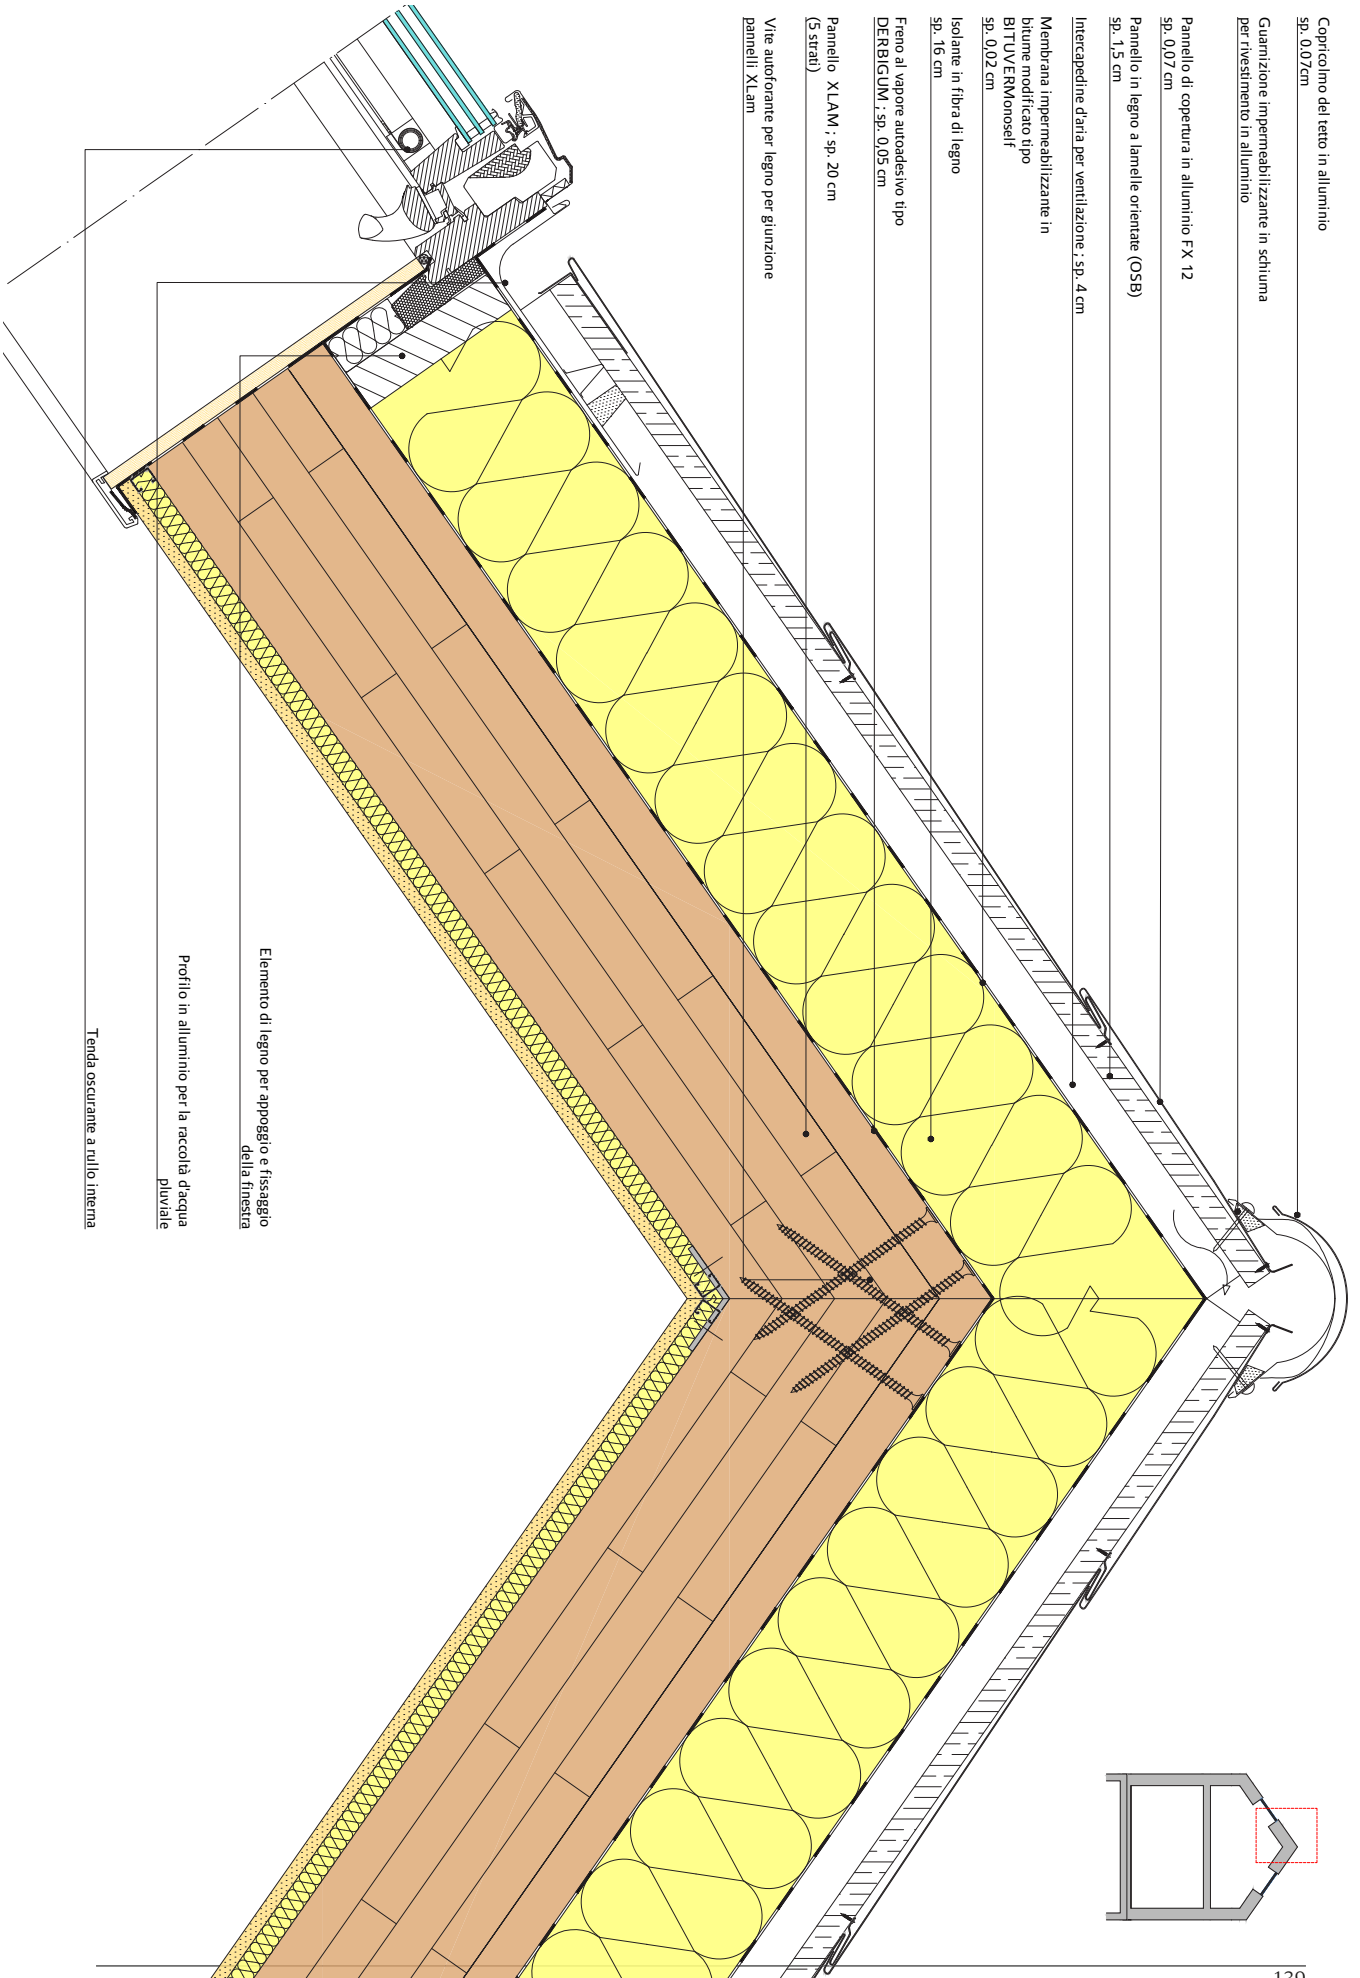 Copricolmo del tetto in alluminio
sp. 0.07cm
Guarnizione impermeabilizzante in schiuma
per rivestimento in alluminio
Pannello di copertura in alluminio FX 12
sp. 0,07 cm
Pannello in legno a lamelle orientate (OSB)
sp. 1,5 cm
Intercapedine d'aria per ventilazione ; sp. 4 cm
Membrana impermeabilizzante in
bitume modificato tipo
BITUVERMonoself
sp. 0,02 cm
Isolante in fibra di legno
sp. 16 cm
Freno al vapore autoadesivo tipo
DERBIGUM ; sp. 0,05 cm
Pannello XLAM ; sp. 20 cm
(5 strati)
Vite autoforante per legno per giunzione
pannelli XLam
Elemento di legno per appoggio e fissaggio
della finestra
Profilo in alluminio per la raccolta d'acqua
pluviale
Tenda oscurante a rullo interna